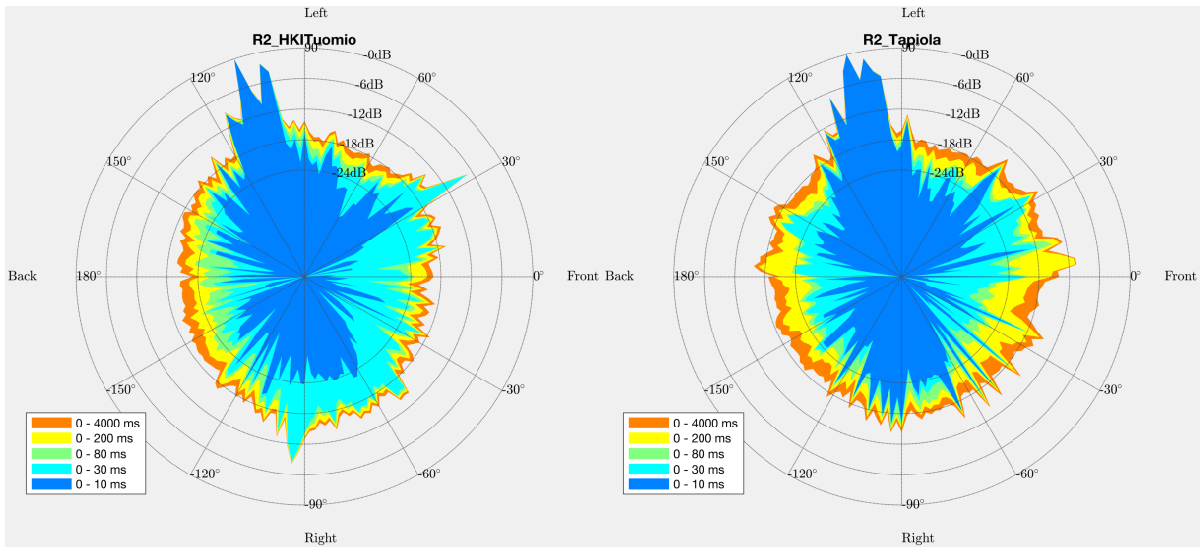 Left
R2_HKITuomio
90°
-0dB
120°
60°
-6dB
-12dB
-18dB
150°
30°
-24dB
Back
180°
0°
Front
-150°
-30°
0 - 4000 ms
0 - 200 ms
0 - 80 ms
0 - 30 ms
0 - 10 ms
-120°
-60°
-90°
Right
Left
R2_Tapiola
90°
-0dB
120°
60°
-6dB
-12dB
-18dB
150°
30°
-24dB
Back
180°
0°
Front
-150°
-30°
0 - 4000 ms
0 - 200 ms
0 - 80 ms
0 - 30 ms
0 - 10 ms
-120°
-60°
-90°
Right